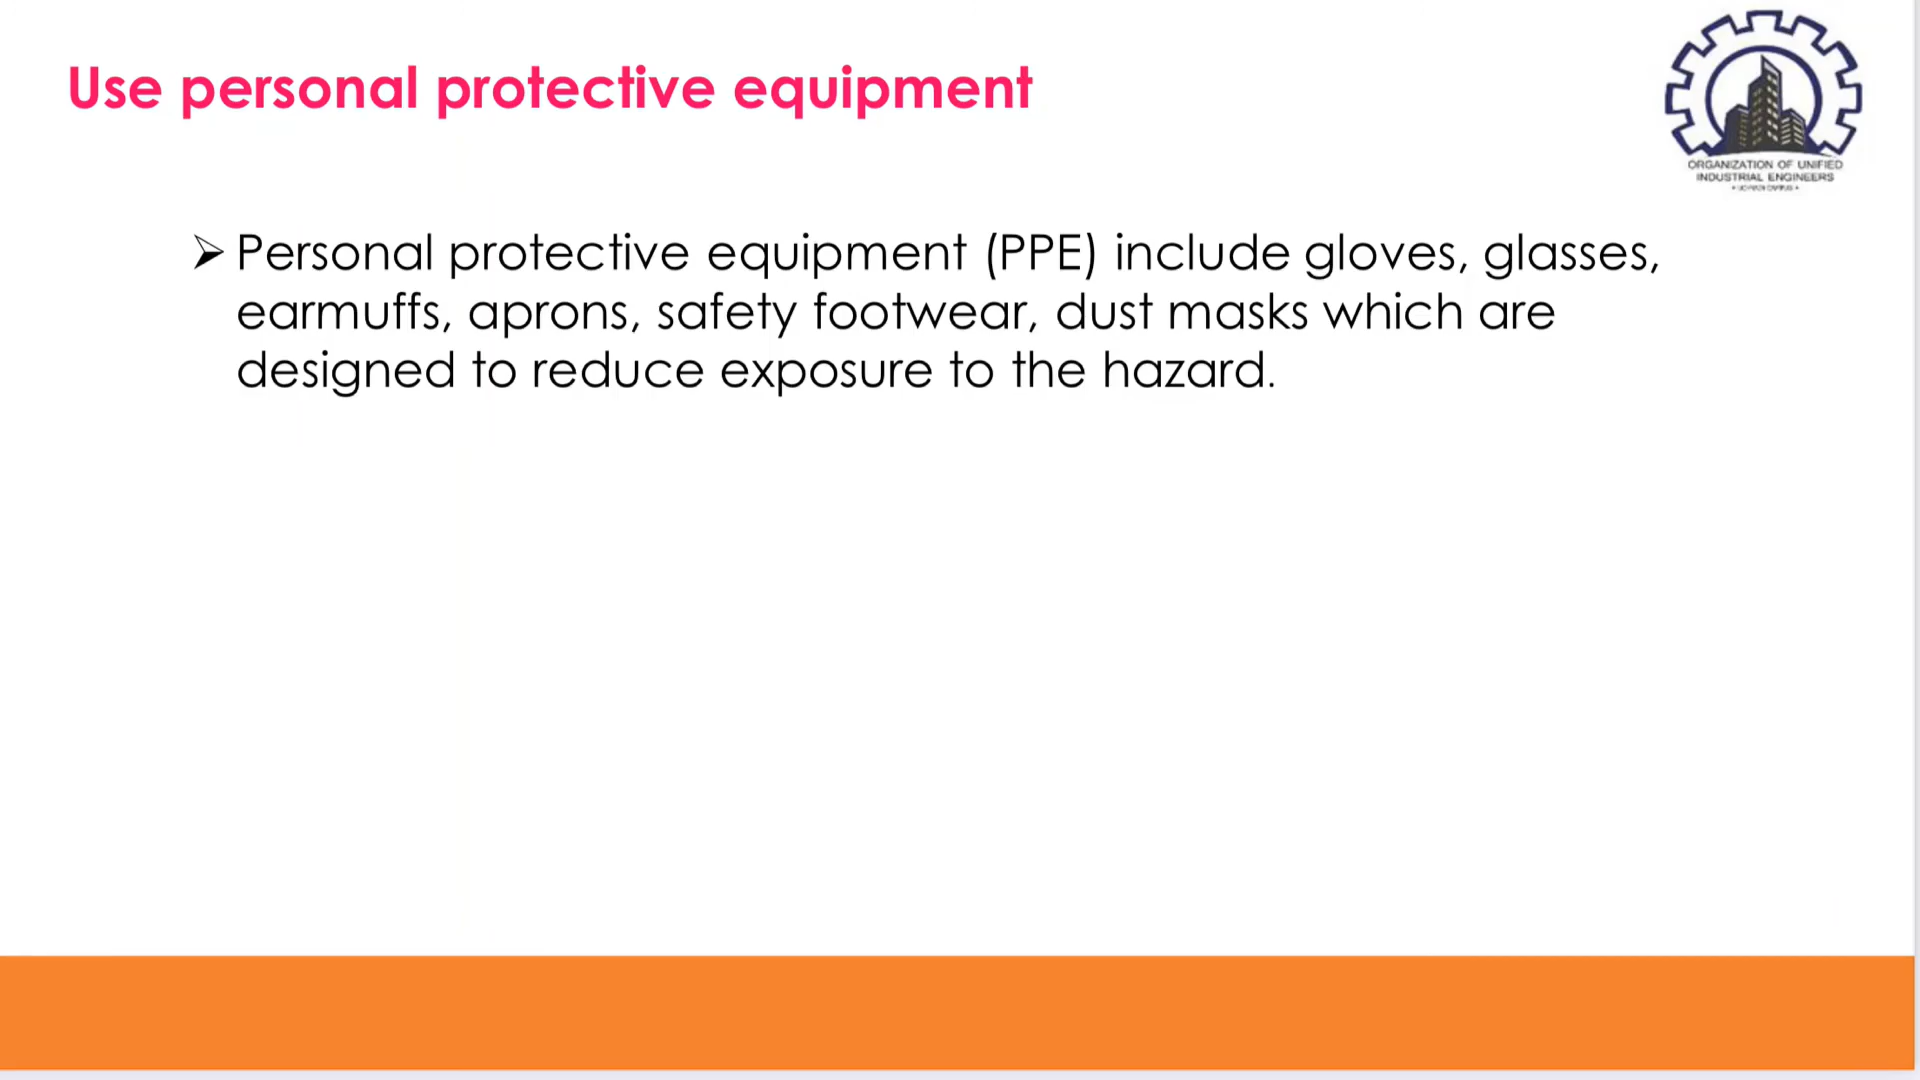 Use personal protective equipment
ORGANIZATION OF UNIFIED
INDUSTRIAL ENGINEERS
➢ Personal protective equipment (PPE) include gloves, glasses,
earmuffs, aprons, safety footwear, dust masks which are
designed to reduce exposure to the hazard.